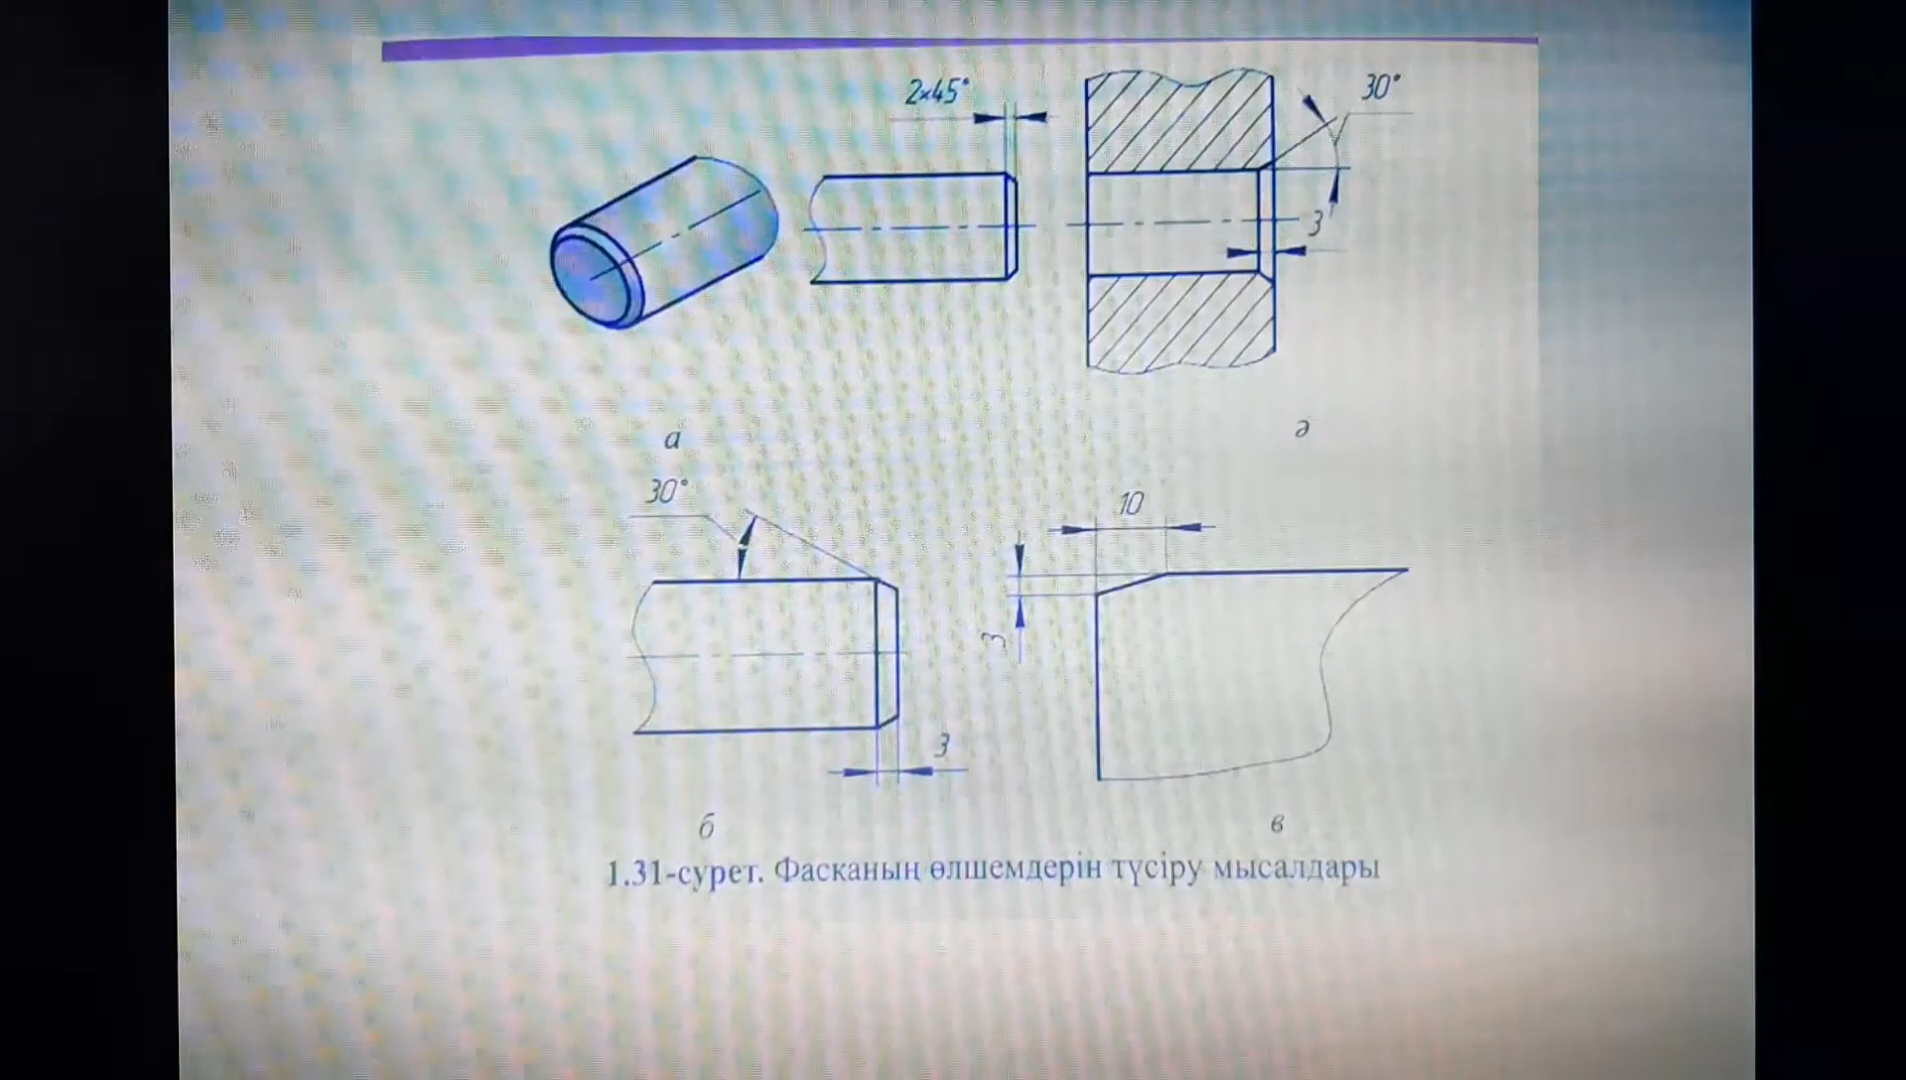 2×45°
30°
3
а
ә
30°
10
3
3
б
в
1.31-сурет. Фасканың өлшемдерін түсіру мысалдары